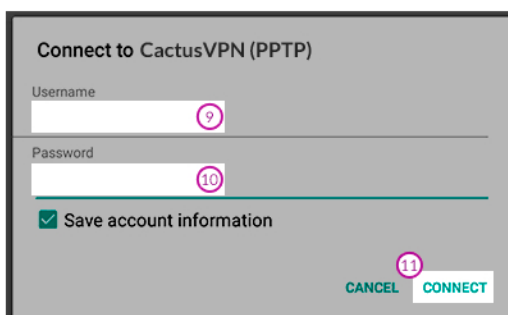 Connect to CactusVPN (PPTP)
Username
9
Password
10
Save account information
11
CANCEL CONNECT